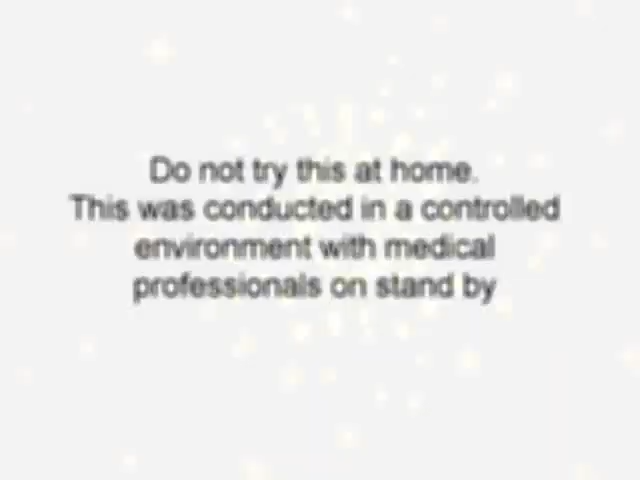 Do not try this at home.
This was conducted in a controlled
environment with medical
professionals on stand by